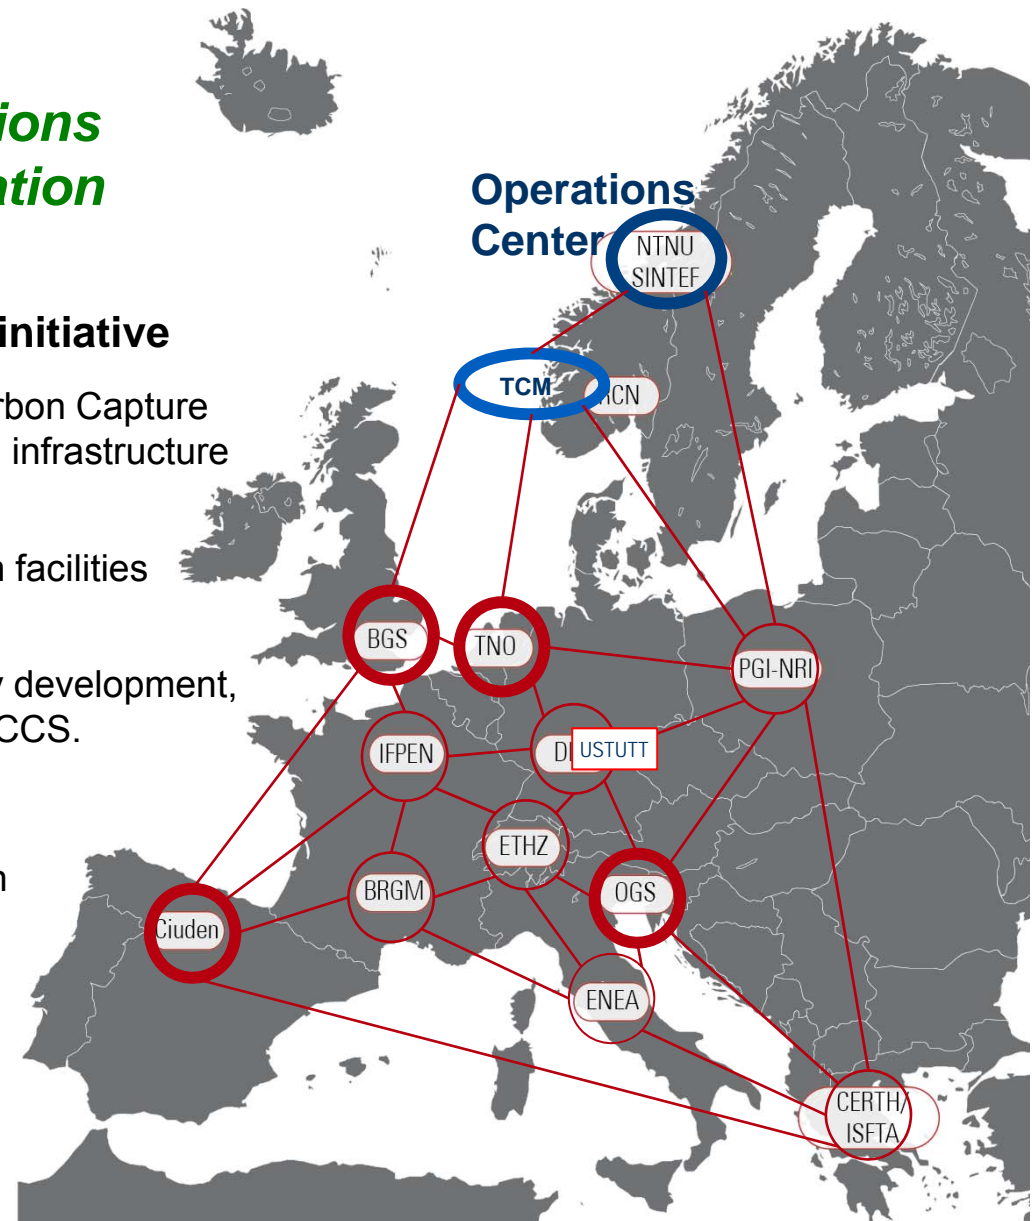 ions
ation
Operations
Center
NTNU
SINTEF
initiative
TCM
RCN
rbon Capture
infrastructure
facilities
BGS
TNO
PGI-NRI
development,
CCS.
IFPEN
USTUTT
ETHZ
BRGM
OGS
Ciuden
ENEA
CERTH/
ISFTA